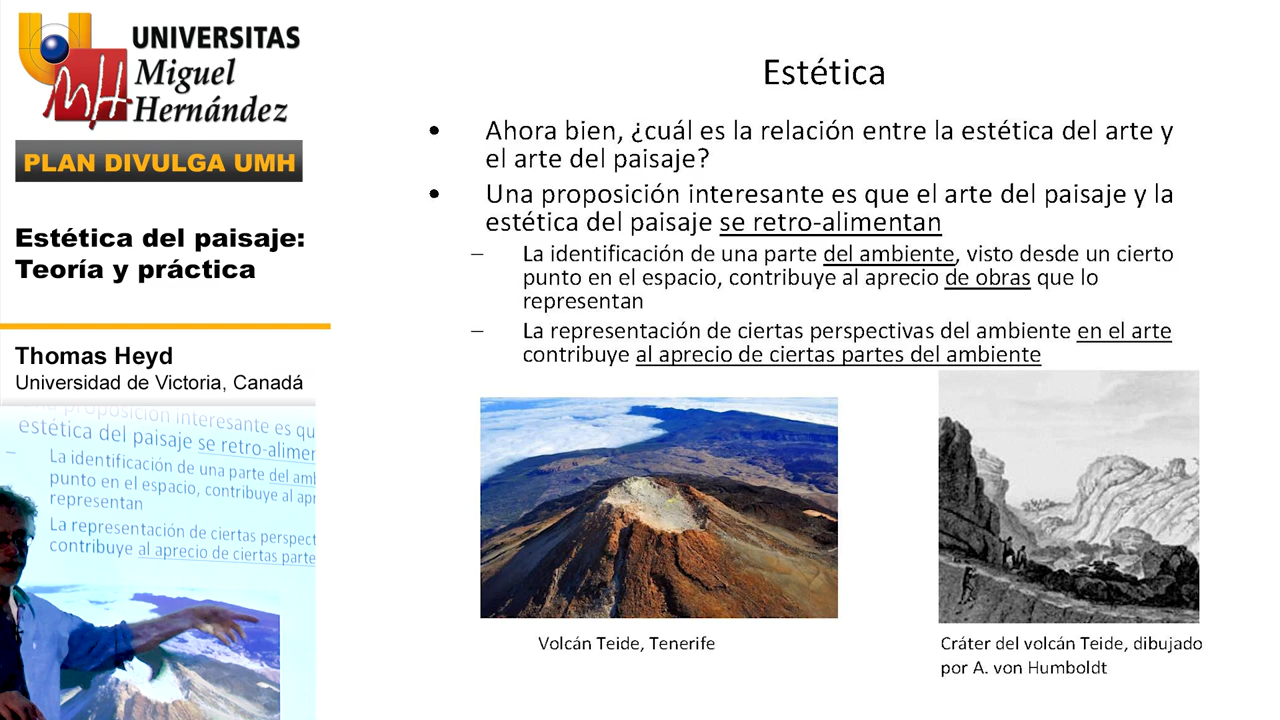 UNIVERSITAS
Miguel
Hernández
PLAN DIVULGA UMH
Estética del paisaje:
Teoría y práctica
Thomas Heyd
Universidad de Victoria, Canadá
proposición interesante es qu
estética del paisaje se retro-alimen
– La identificación de una parte del amb
punto en el espacio, contribuye al apr
representan
La representación de ciertas perspect
contribuye al aprecio de ciertas parte
Estética
• Ahora bien, ¿cuál es la relación entre la estética del arte y
el arte del paisaje?
• Una proposición interesante es que el arte del paisaje y la
estética del paisaje se retro-alimentan
– La identificación de una parte del ambiente, visto desde un cierto
punto en el espacio, contribuye al aprecio de obras que lo
representan
– La representación de ciertas perspectivas del ambiente en el arte
contribuye al aprecio de ciertas partes del ambiente
Volcán Teide, Tenerife
Cráter del volcán Teide, dibujado
por A. von Humboldt